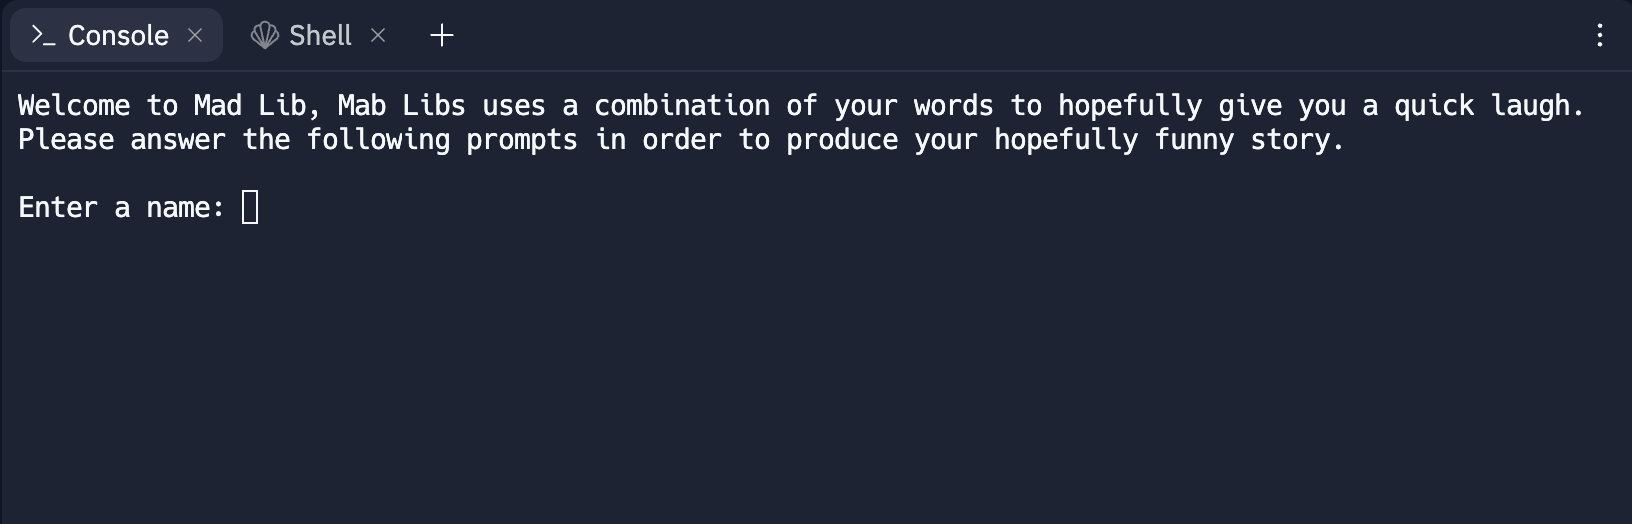 >_ Console × Shell × +
Welcome to Mad Lib, Mab Libs uses a combination of your words to hopefully give you a quick laugh.
Please answer the following prompts in order to produce your hopefully funny story.
Enter a name: